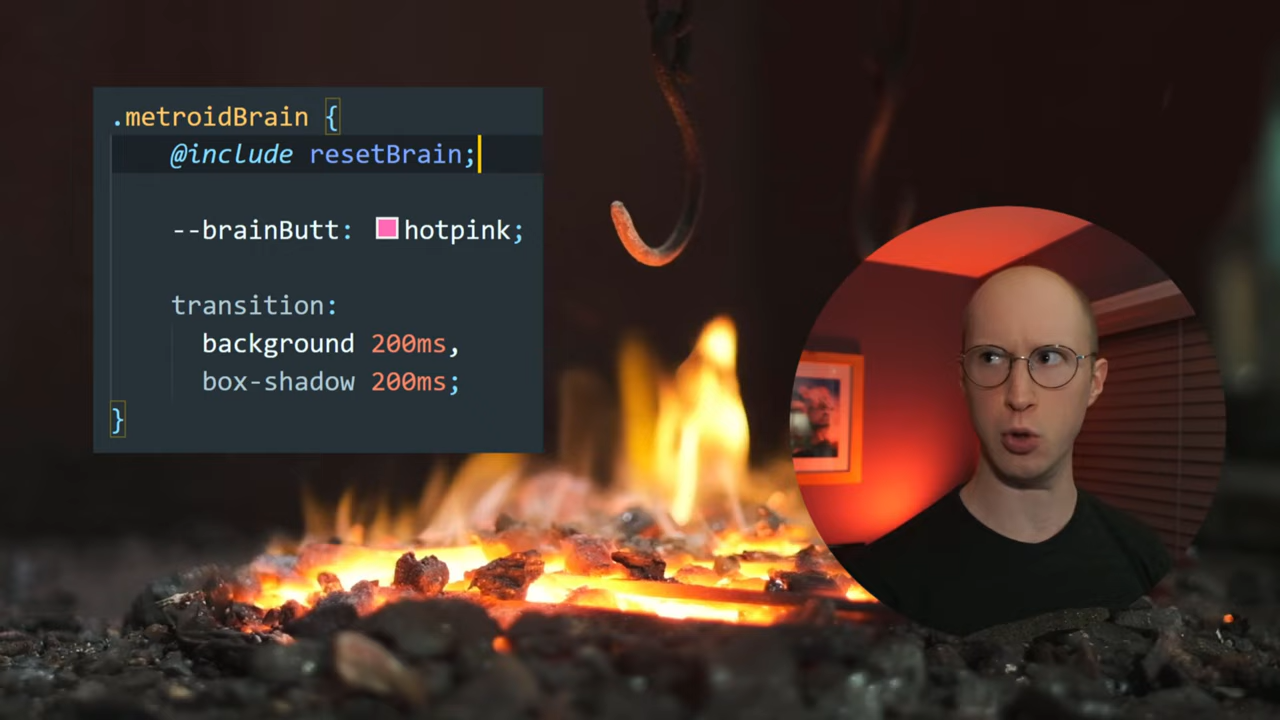 .metroidBrain {
@include resetBrain;
--brainButt: hotpink;
transition:
background 200ms,
box-shadow 200ms;
}